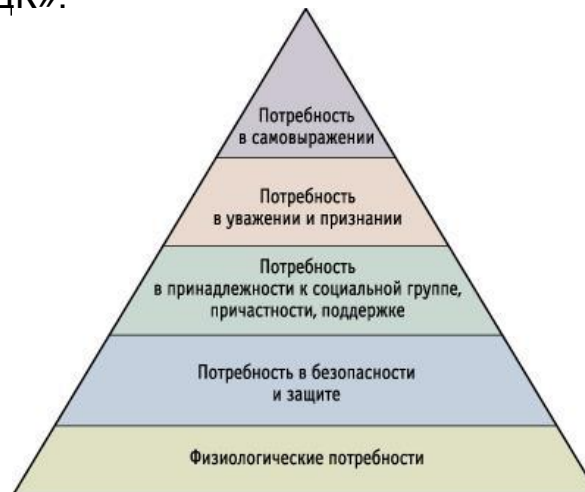 Потребность
в самовыражении
Потребность
в уважении и признании
Потребность
в принадлежности к социальной группе,
причастности, поддержке
Потребность в безопасности
и защите
Физиологические потребности